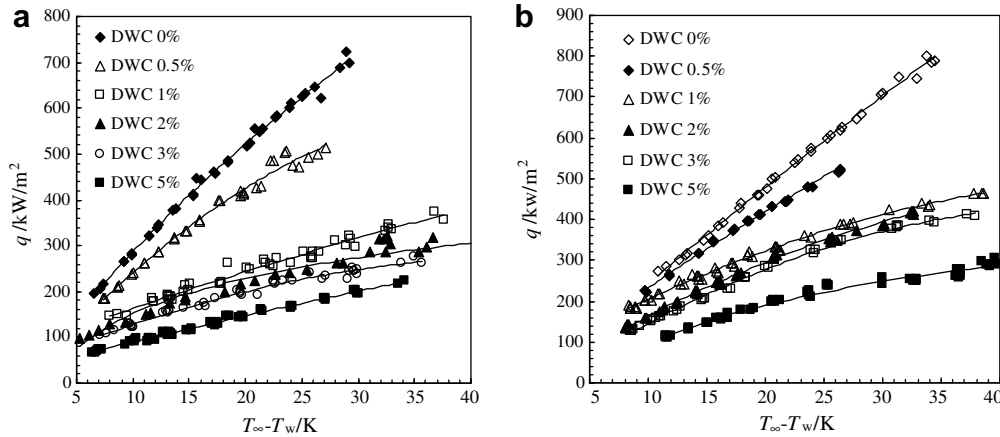 a
800
700
600
500
400
300
200
100
0
q /kW/m²
DWC 0%
DWC 0.5%
DWC 1%
DWC 2%
DWC 3%
DWC 5%
5 10 15 20 25 30 35 40
T∞-Tw/K
b
900
800
700
600
500
400
300
200
100
0
q /kW/m²
DWC 0%
DWC 0.5%
DWC 1%
DWC 2%
DWC 3%
DWC 5%
5 10 15 20 25 30 35 40
T∞-Tw/K